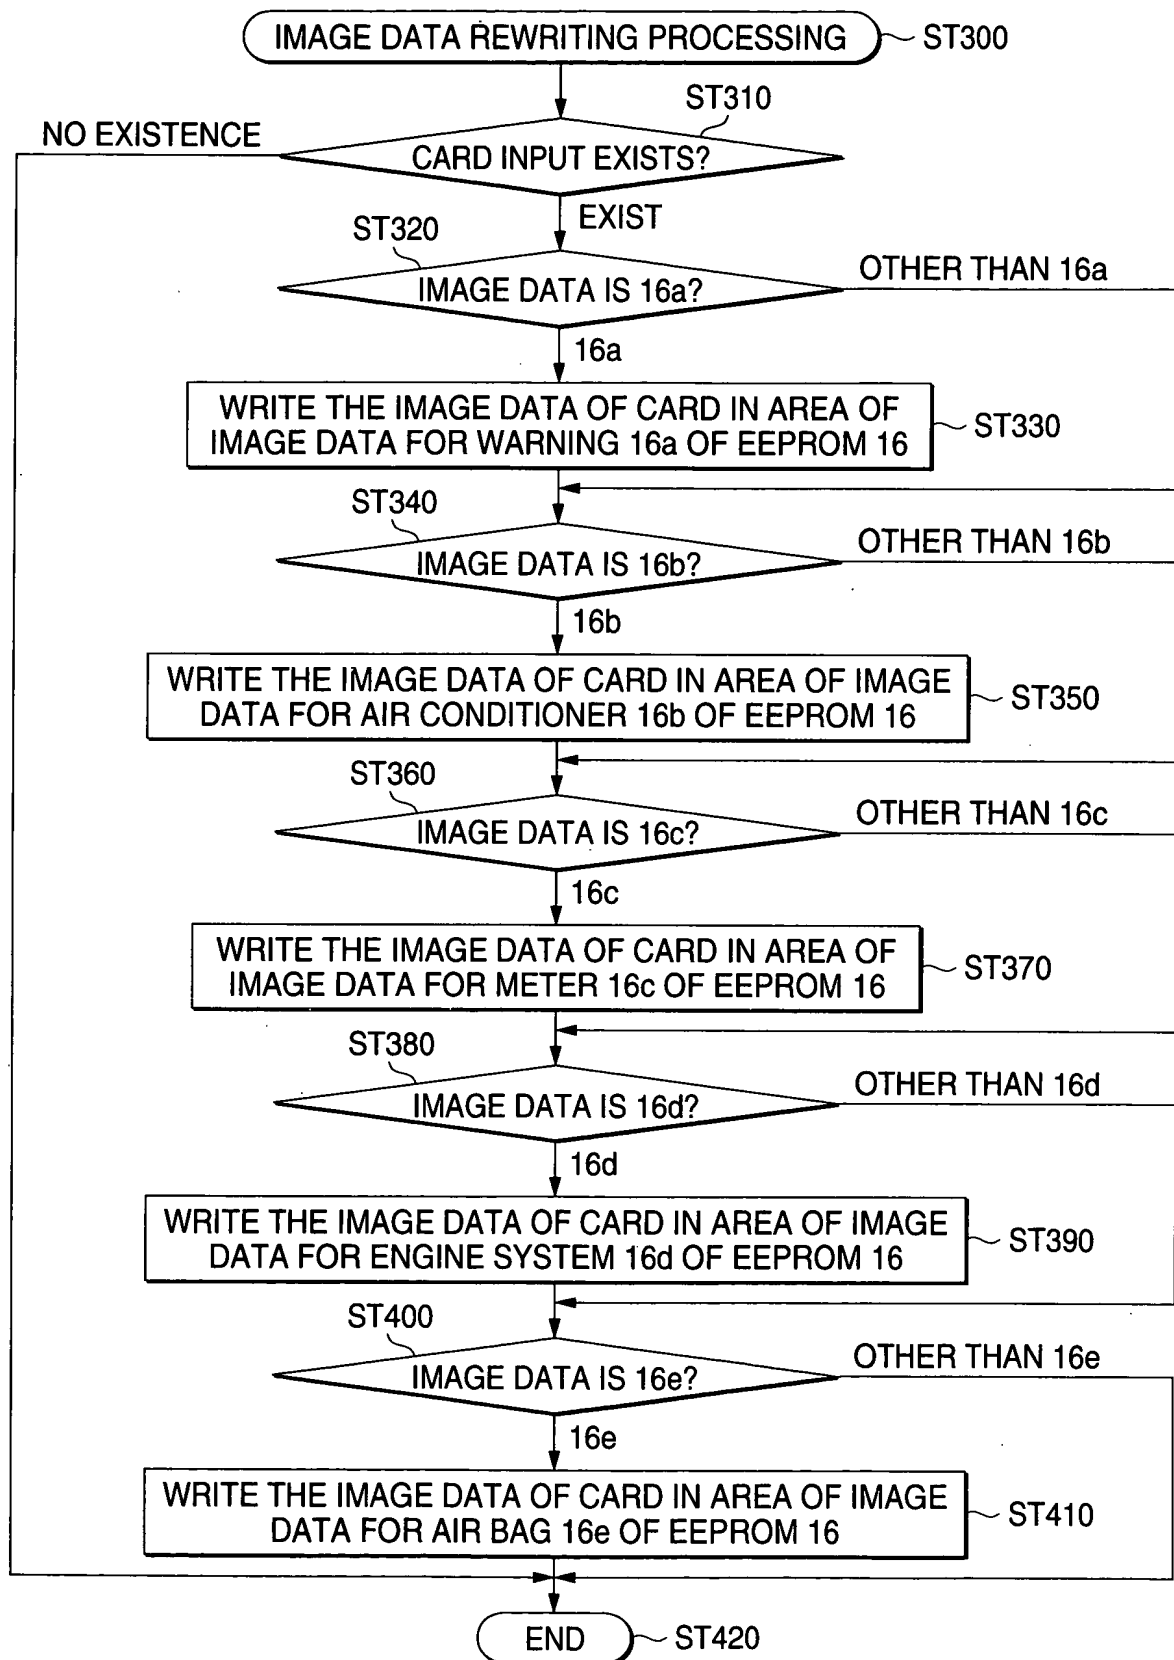 IMAGE DATA REWRITING PROCESSING
ST300
ST310
NO EXISTENCE
CARD INPUT EXISTS?
EXIST
ST320
OTHER THAN 16a
IMAGE DATA IS 16a?
16a
WRITE THE IMAGE DATA OF CARD IN AREA OF
IMAGE DATA FOR WARNING 16a OF EEPROM 16
ST330
ST340
OTHER THAN 16b
IMAGE DATA IS 16b?
16b
WRITE THE IMAGE DATA OF CARD IN AREA OF IMAGE
DATA FOR AIR CONDITIONER 16b OF EEPROM 16
ST350
ST360
OTHER THAN 16c
IMAGE DATA IS 16c?
16c
WRITE THE IMAGE DATA OF CARD IN AREA OF
IMAGE DATA FOR METER 16c OF EEPROM 16
ST370
ST380
OTHER THAN 16d
IMAGE DATA IS 16d?
16d
WRITE THE IMAGE DATA OF CARD IN AREA OF IMAGE
DATA FOR ENGINE SYSTEM 16d OF EEPROM 16
ST390
ST400
OTHER THAN 16e
IMAGE DATA IS 16e?
16e
WRITE THE IMAGE DATA OF CARD IN AREA OF IMAGE
DATA FOR AIR BAG 16e OF EEPROM 16
ST410
END
ST420